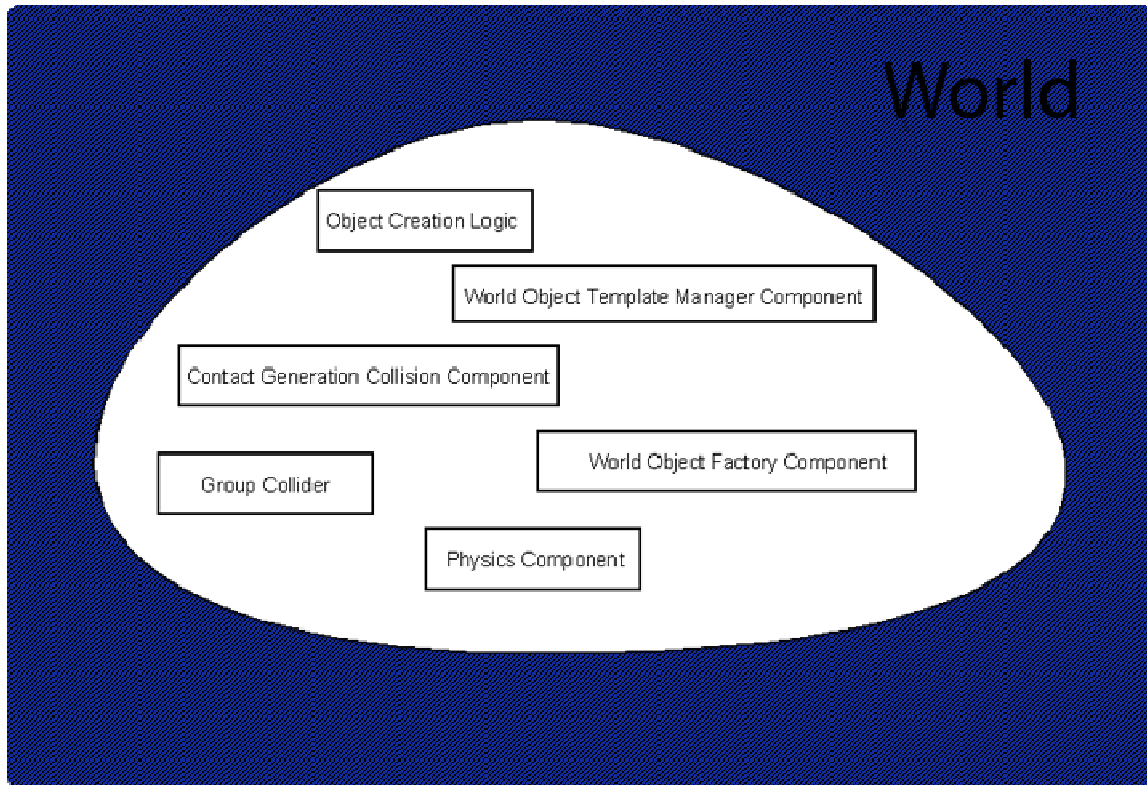 World
Object Creation Logic
World Object Template Manager Component
Contact Generation Collision Component
World Object Factory Component
Group Collider
Physics Component